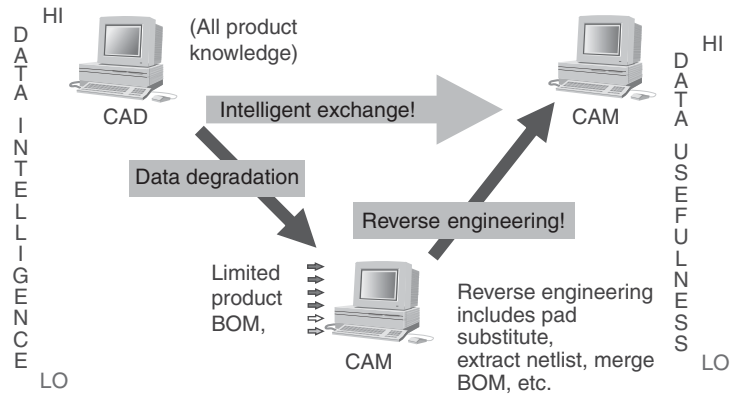 HI
DATA INTELLIGENCE
LO
(All product
knowledge)
CAD
Intelligent exchange!
CAM
HI
DATA USEFULNESS
LO
Data degradation
Reverse engineering!
Limited
product
BOM,
CAM
Reverse engineering
includes pad
substitute,
extract netlist, merge
BOM, etc.